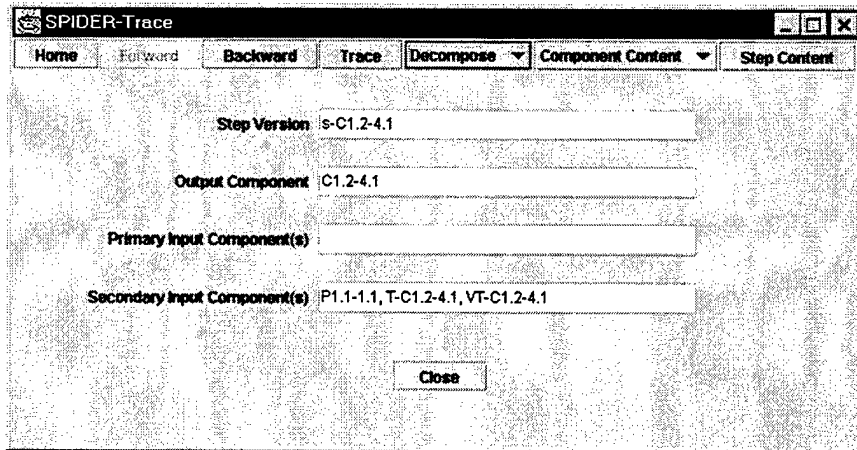 SPIDER-Trace
Home Forward Backward Trace Decompose Component Content Step Content
Step Version s-C1.2-4.1
Output Component C1.2-4.1
Primary Input Component(s)
Secondary Input Component(s) P1.1-1.1, T-C1.2-4.1, VT-C1.2-4.1
Close